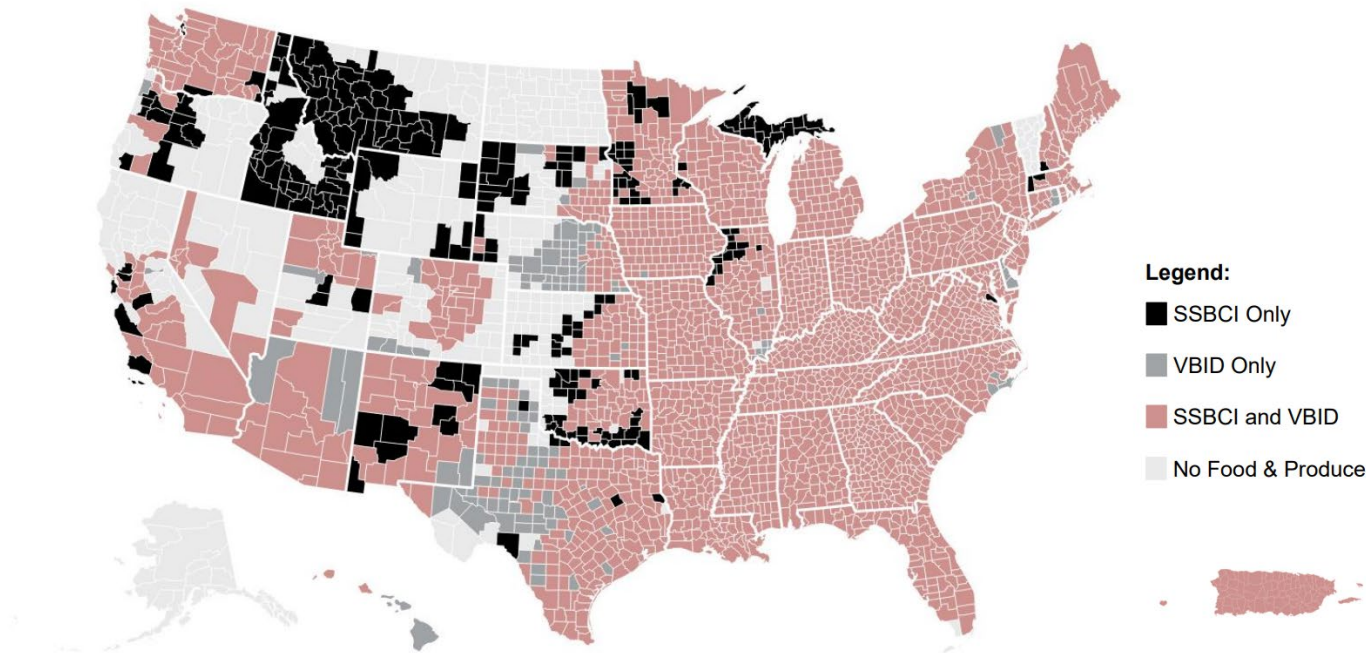 Legend:
SSBCI Only
VBID Only
SSBCI and VBID
No Food & Produce